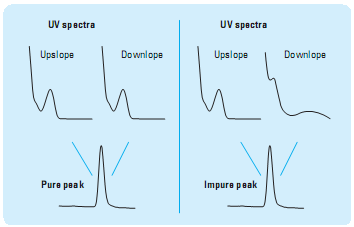 UV spectra
Upslope
Downlope
Pure peak
UV spectra
Upslope
Downlope
Impure peak